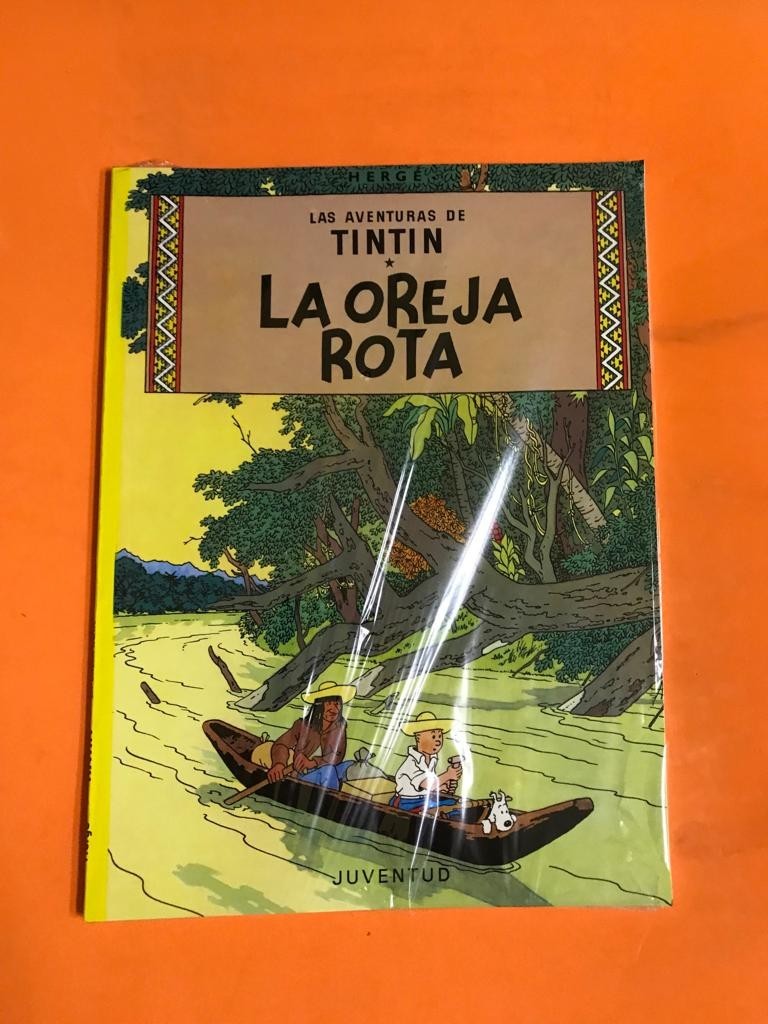 HERGÉ
LAS AVENTURAS DE
TINTIN
LA OREJA
ROTA
JUVENTUD